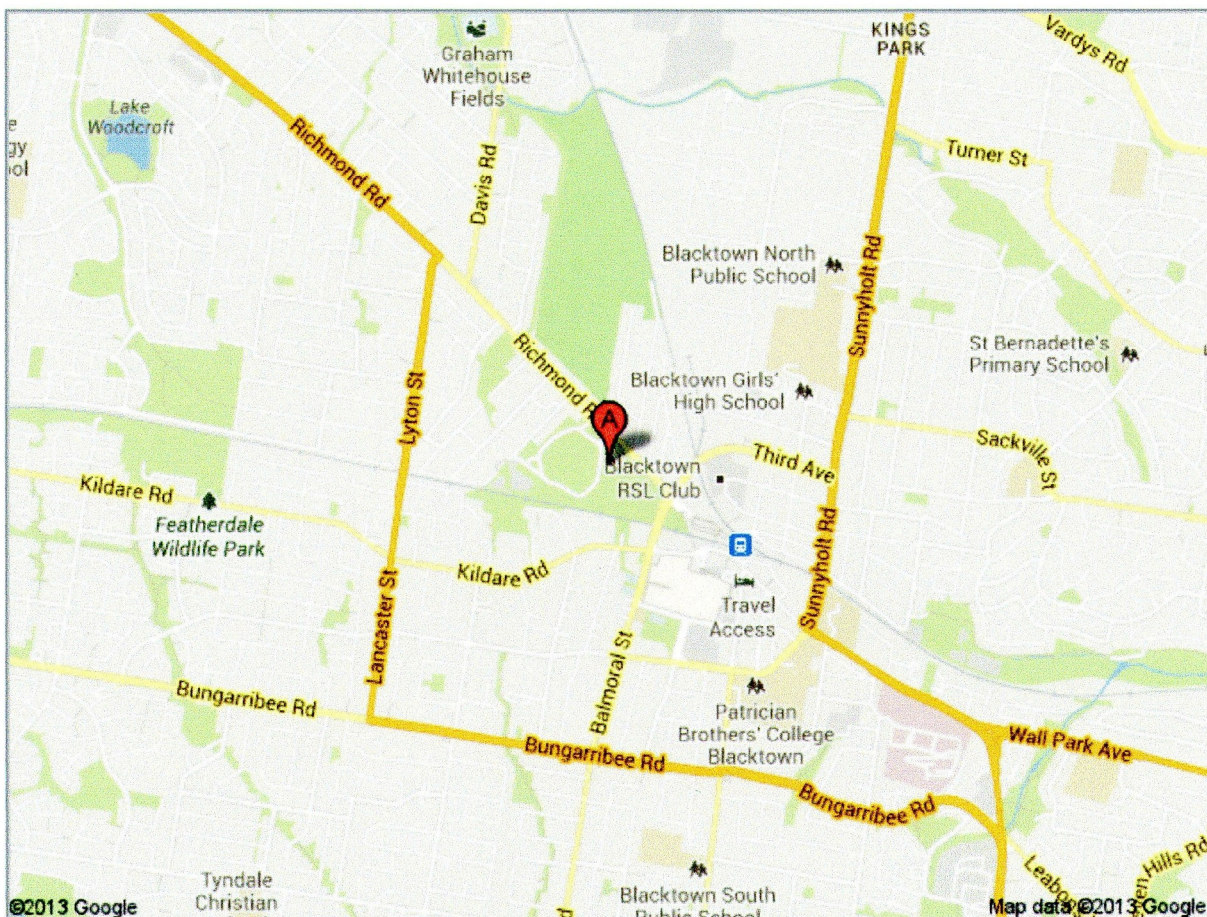 KINGS
PARK
Vardys Rd
Graham
Whitehouse
Fields
Lake
Woodcroft
Richmond Rd
Davis Rd
Turner St
Blacktown North
Public School
Sunnyholt Rd
St Bernadette's
Primary School
Richmond
Blacktown Girls'
High School
Lyton St
A
Third Ave
Sackville
St
Blacktown
RSL Club
Kildare Rd
Featherdale
Wildlife Park
Kildare Rd
Sunnyholt Rd
Travel
Access
Lancaster St
Balmoral St
Bungarribee Rd
Patrician
Brothers' College
Blacktown
Wall Park Ave
Bungarribee Rd
Bungarribee Rd
Hills Rd
Tyndale
Christian
Blacktown South
Public School
©2013 Google
Map data ©2013 Google